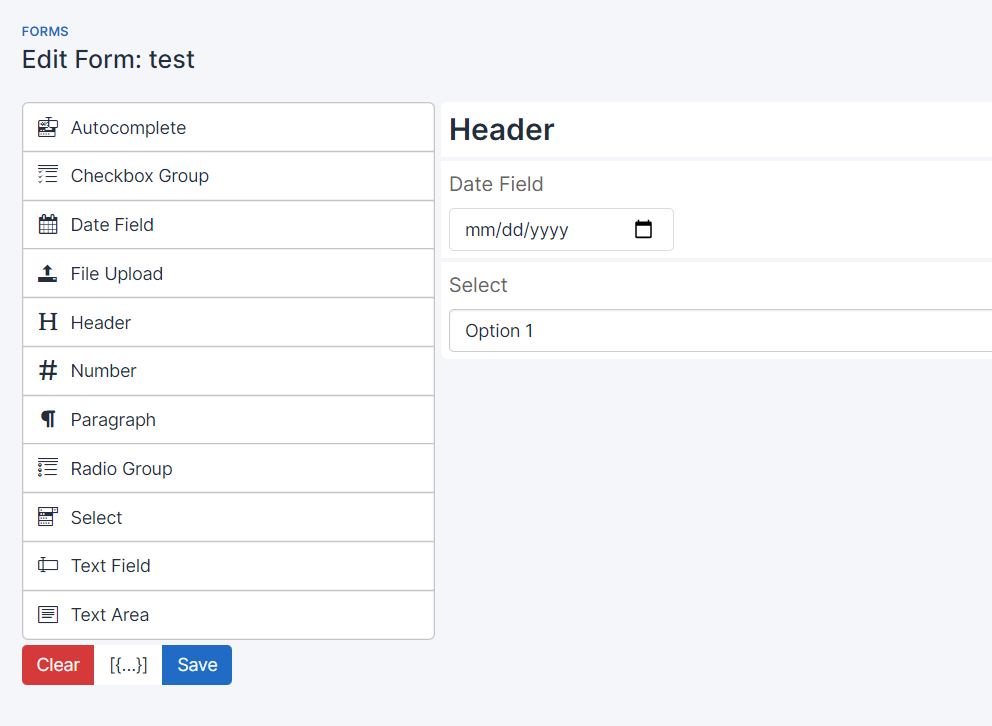 FORMS
Edit Form: test
Autocomplete
Checkbox Group
Date Field
File Upload
H Header
# Number
¶ Paragraph
Radio Group
Select
Text Field
Text Area
Clear [{...}] Save
Header
Date Field
mm/dd/yyyy
Select
Option 1